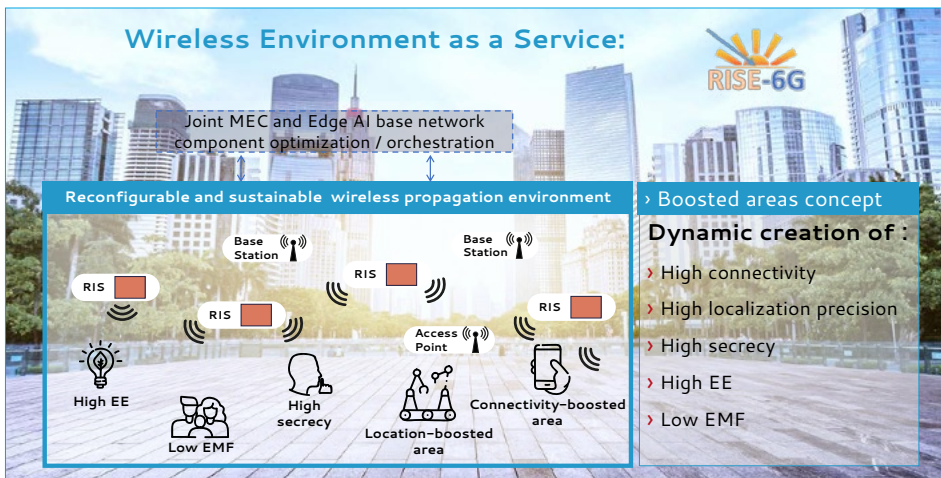 Wireless Environment as a Service:
RISE-6G
Joint MEC and Edge AI base network
component optimization / orchestration
Reconfigurable and sustainable wireless propagation environment
Base
Station
Base
Station
RIS
RIS
RIS
RIS
Access
Point
High EE
Low EMF
High
secrecy
Location-boosted
area
Connectivity-boosted
area
› Boosted areas concept
Dynamic creation of :
› High connectivity
› High localization precision
› High secrecy
› High EE
› Low EMF